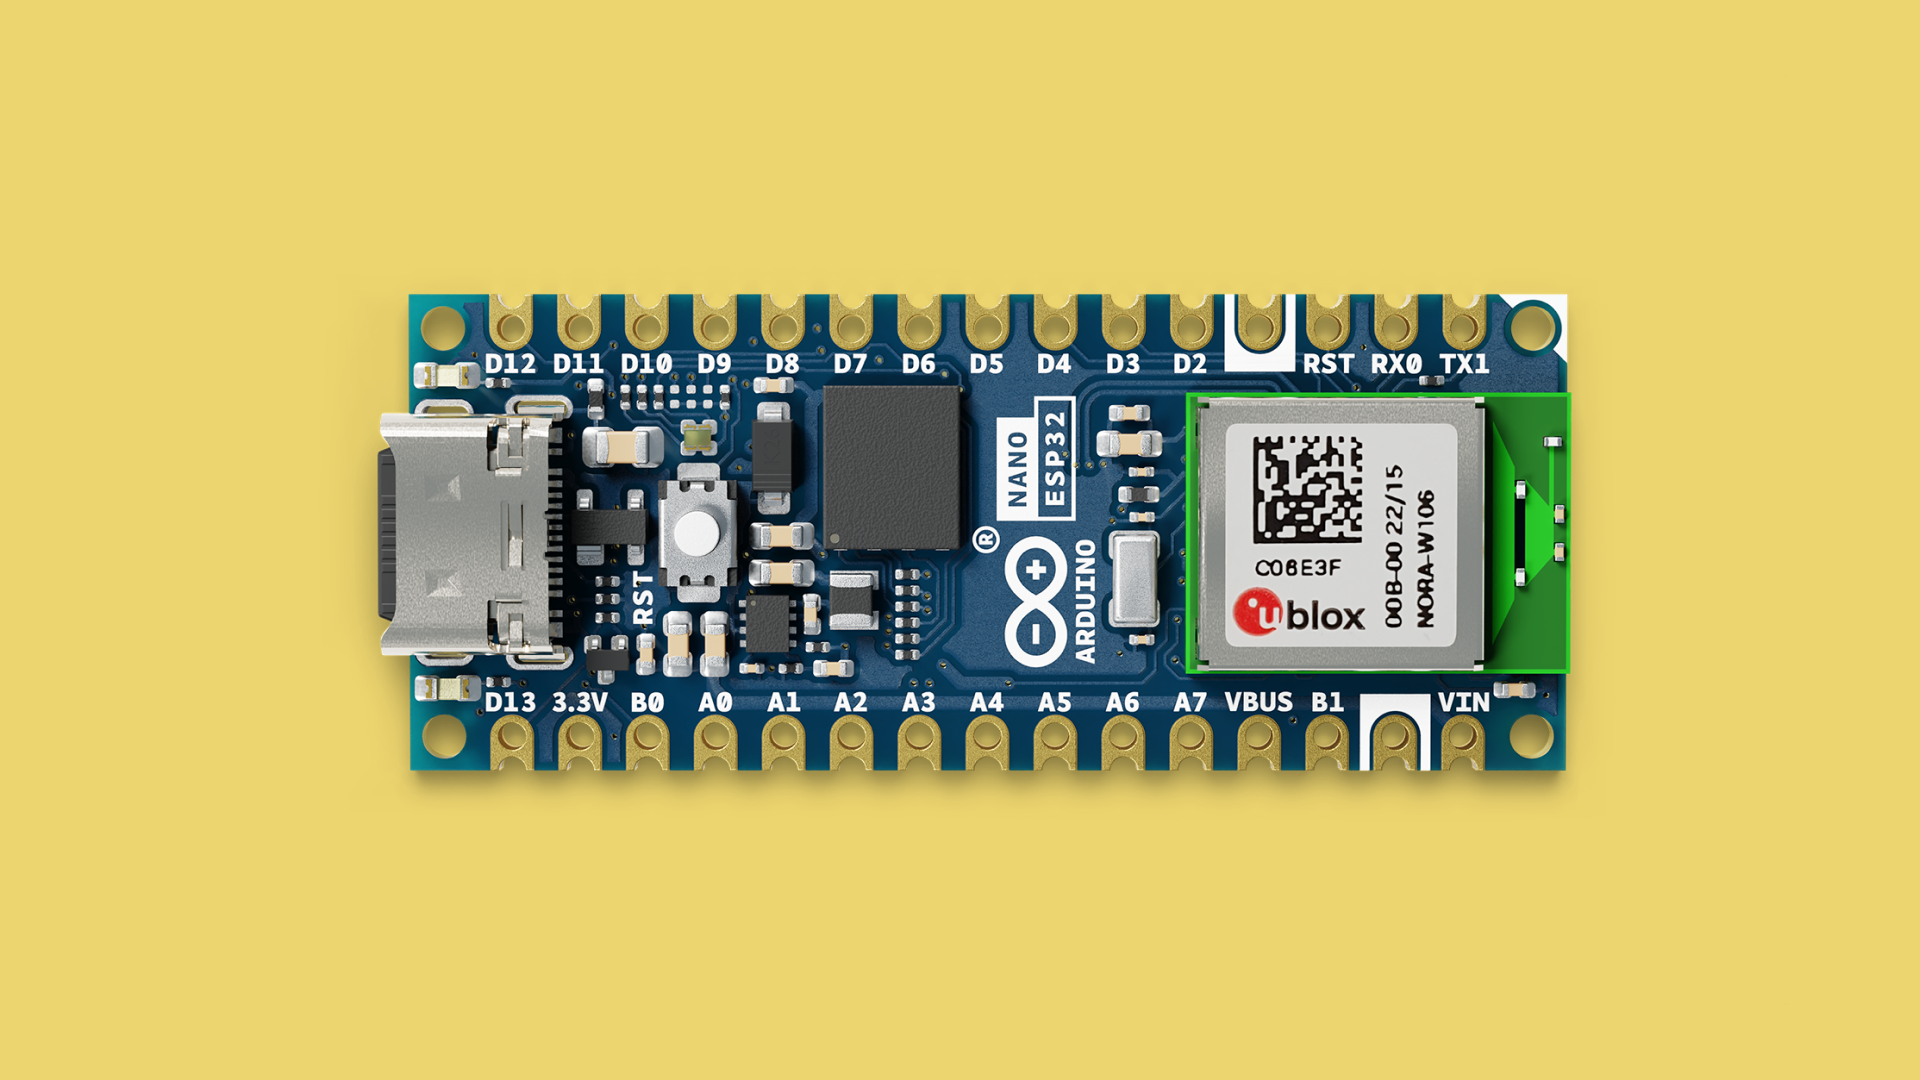 D12 D11 D10 D9 D8 D7 D6 D5 D4 D3 D2 RST RX0 TX1
RST
NANO
ESP32
®
ARDUINO
C06E3F
ublox
00B-00 22/15
NORA-W106
D13 3.3V B0 A0 A1 A2 A3 A4 A5 A6 A7 VBUS B1 VIN